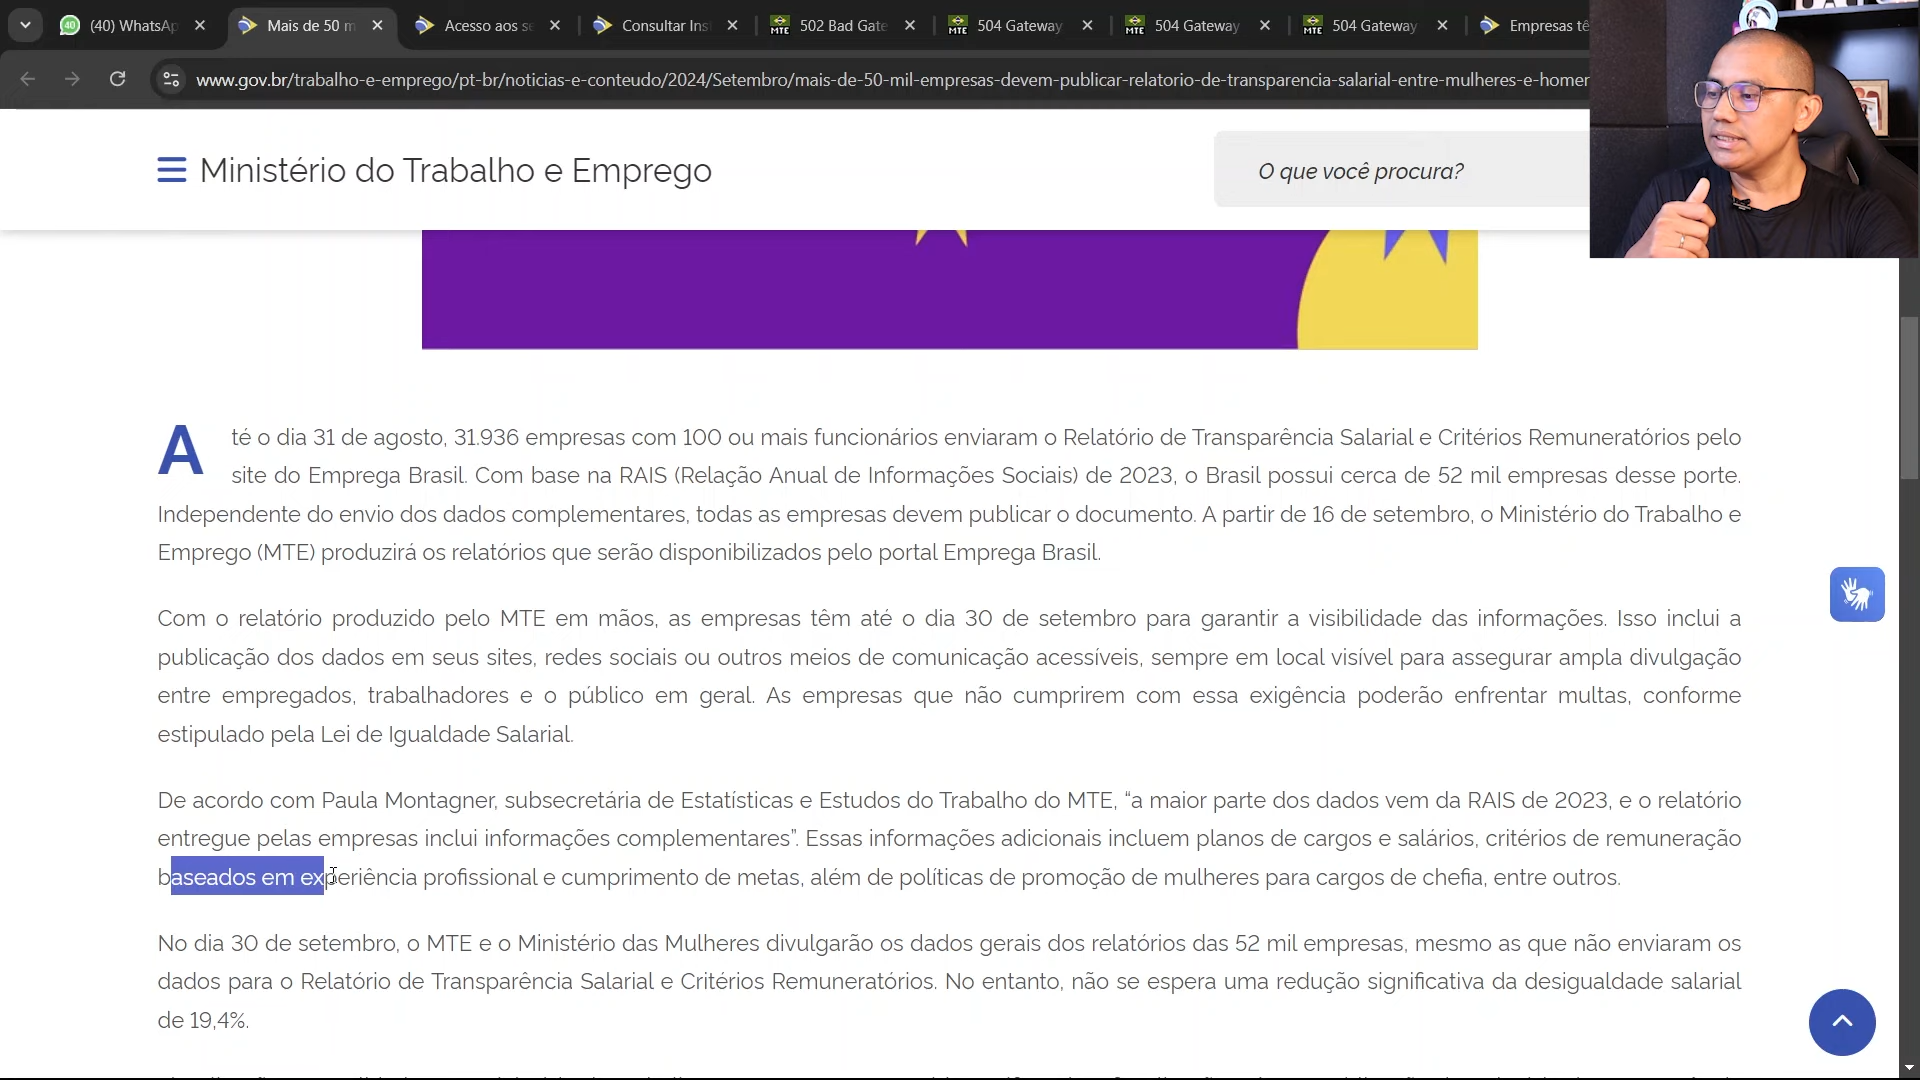 (40) WhatsAp
Mais de 50 m
Acesso aos se
Consultar Ins
502 Bad Gate
504 Gateway
504 Gateway
504 Gateway
Empresas tê
www.gov.br/trabalho-e-emprego/pt-br/noticias-e-conteudo/2024/Setembro/mais-de-50-mil-empresas-devem-publicar-relatorio-de-transparencia-salarial-entre-mulheres-e-homer
Ministério do Trabalho e Emprego
O que você procura?
Até o dia 31 de agosto, 31.936 empresas com 100 ou mais funcionários enviaram o Relatório de Transparência Salarial e Critérios Remuneratórios pelo
site do Emprega Brasil. Com base na RAIS (Relação Anual de Informações Sociais) de 2023, o Brasil possui cerca de 52 mil empresas desse porte.
Independente do envio dos dados complementares, todas as empresas devem publicar o documento. A partir de 16 de setembro, o Ministério do Trabalho e
Emprego (MTE) produzirá os relatórios que serão disponibilizados pelo portal Emprega Brasil.
Com o relatório produzido pelo MTE em mãos, as empresas têm até o dia 30 de setembro para garantir a visibilidade das informações. Isso inclui a
publicação dos dados em seus sites, redes sociais ou outros meios de comunicação acessíveis, sempre em local visível para assegurar ampla divulgação
entre empregados, trabalhadores e o público em geral. As empresas que não cumprirem com essa exigência poderão enfrentar multas, conforme
estipulado pela Lei de Igualdade Salarial.
De acordo com Paula Montagner, subsecretária de Estatísticas e Estudos do Trabalho do MTE, “a maior parte dos dados vem da RAIS de 2023, e o relatório
entregue pelas empresas inclui informações complementares”. Essas informações adicionais incluem planos de cargos e salários, critérios de remuneração
baseados em experiência profissional e cumprimento de metas, além de políticas de promoção de mulheres para cargos de chefia, entre outros.
No dia 30 de setembro, o MTE e o Ministério das Mulheres divulgarão os dados gerais dos relatórios das 52 mil empresas, mesmo as que não enviaram os
dados para o Relatório de Transparência Salarial e Critérios Remuneratórios. No entanto, não se espera uma redução significativa da desigualdade salarial
de 19,4%.